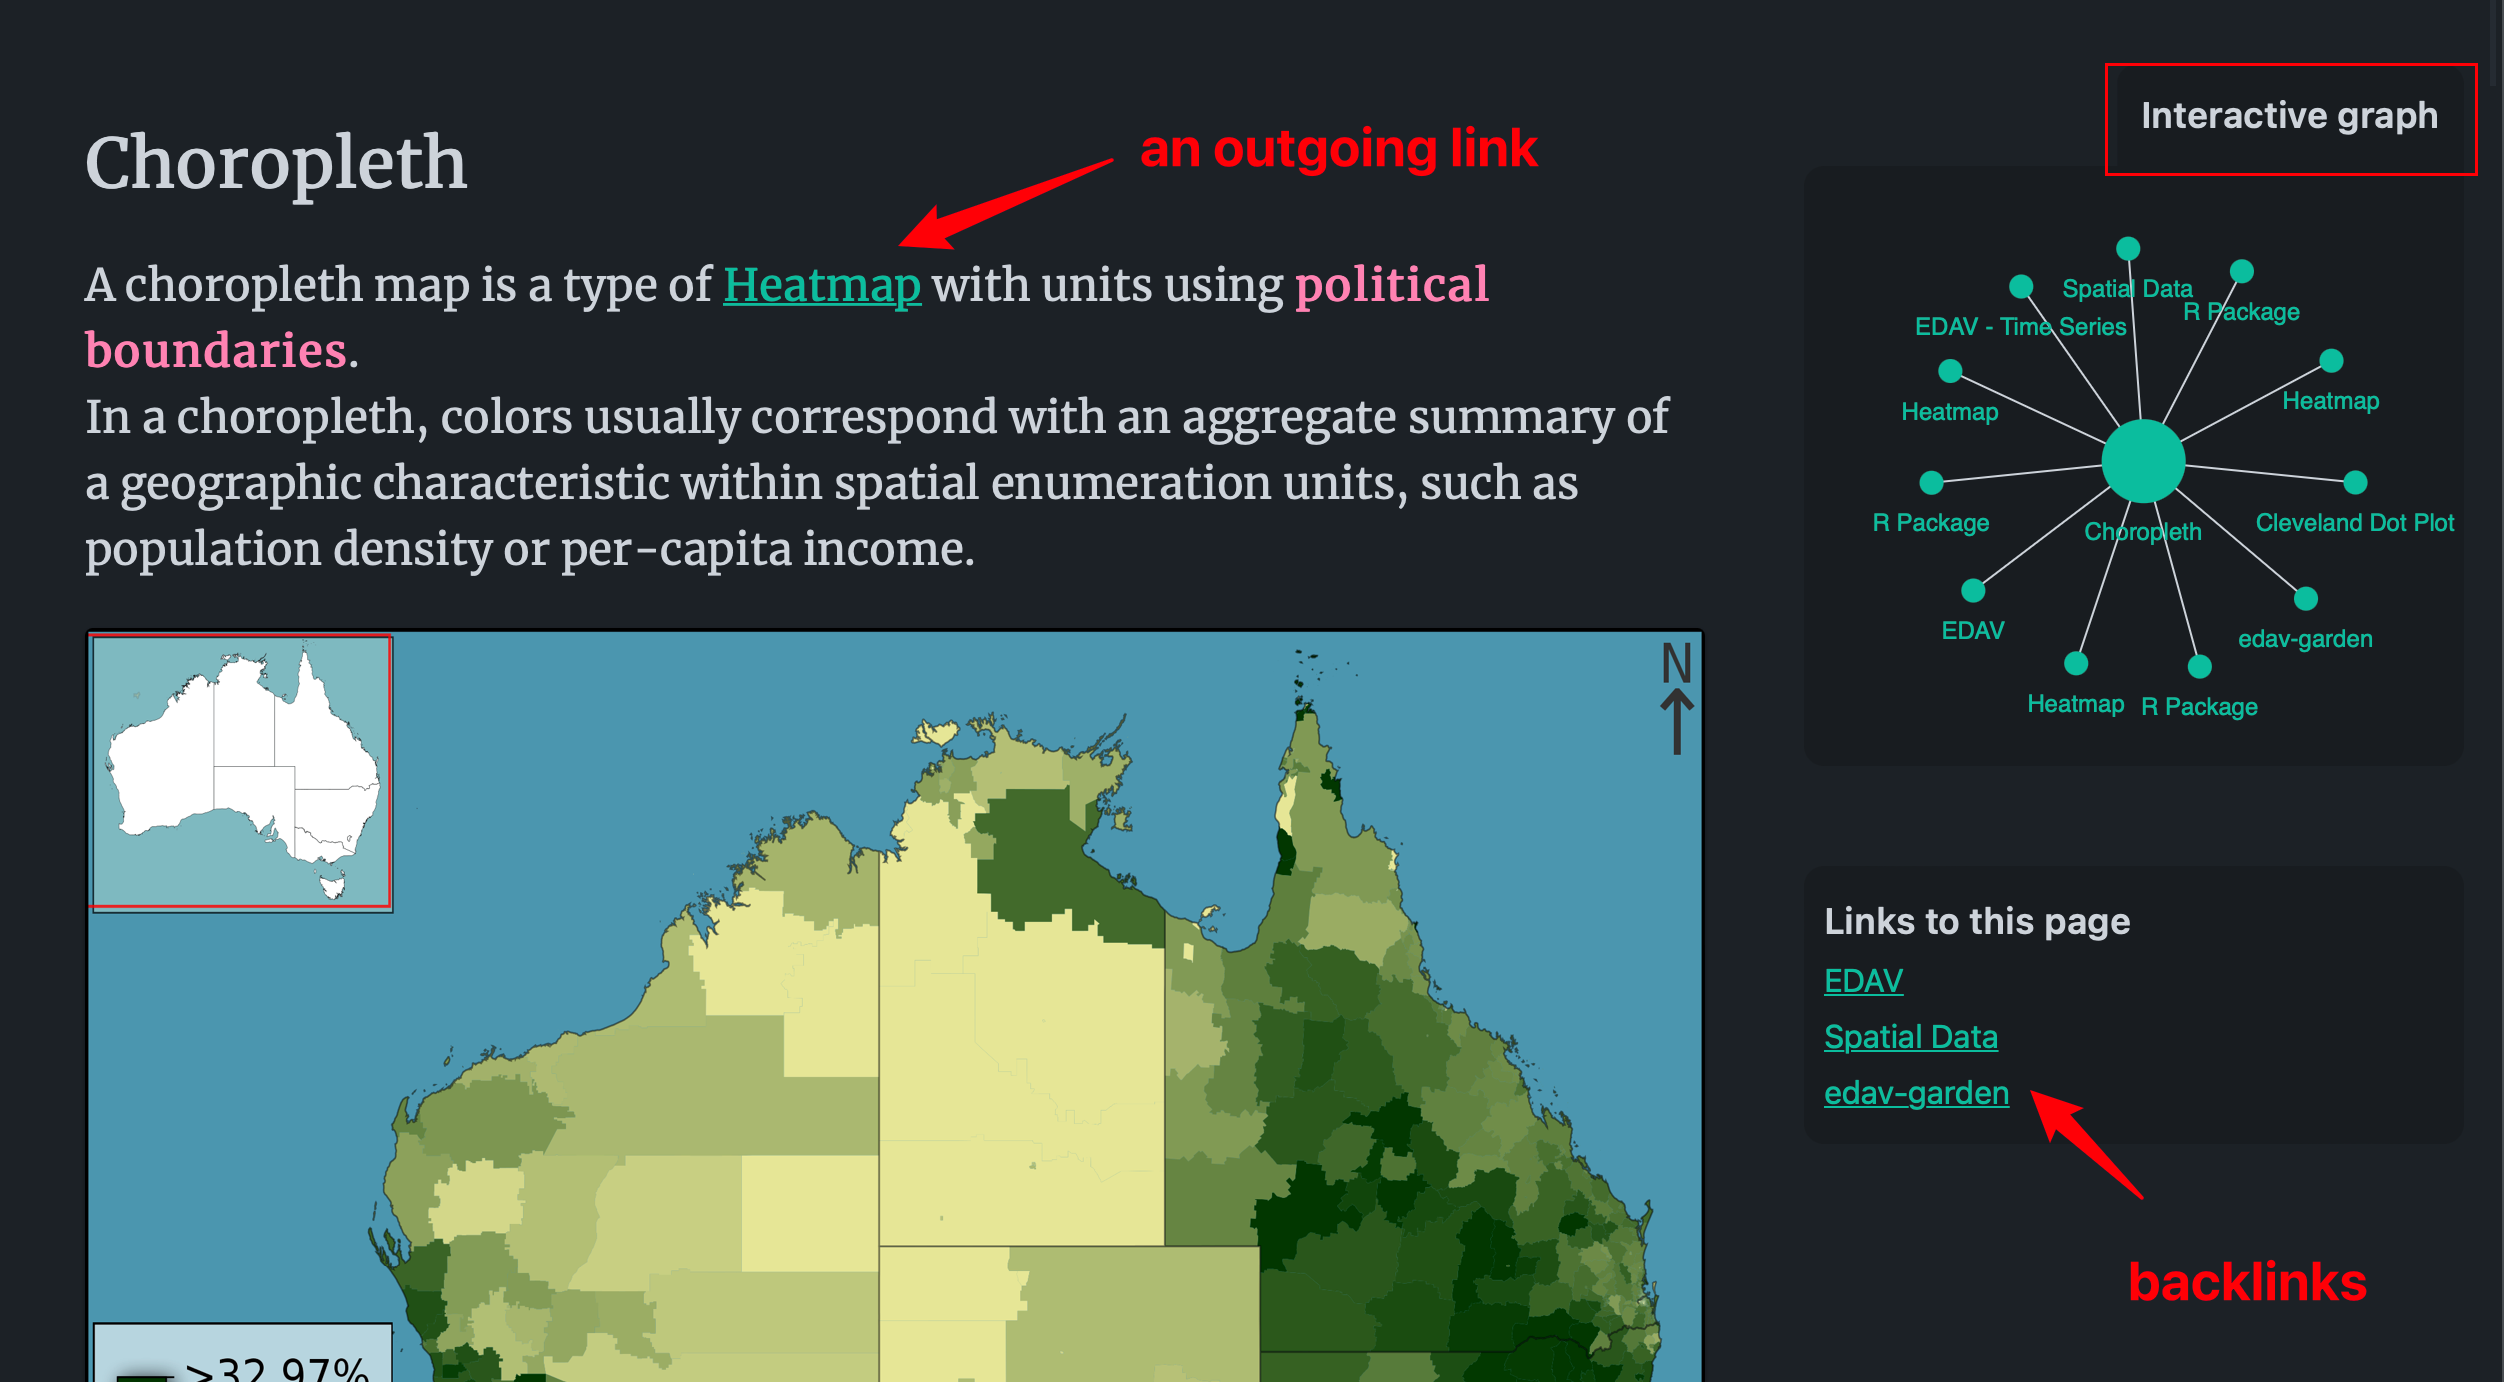 Interactive graph
Choropleth
an outgoing link
A choropleth map is a type of Heatmap with units using political
boundaries.
In a choropleth, colors usually correspond with an aggregate summary of
a geographic characteristic within spatial enumeration units, such as
population density or per-capita income.
N
>32.97%
Spatial Data
R Package
EDAV - Time Series
Heatmap
Heatmap
R Package
Choropleth
Cleveland Dot Plot
EDAV
edav-garden
Heatmap
R Package
Links to this page
EDAV
Spatial Data
edav-garden
backlinks